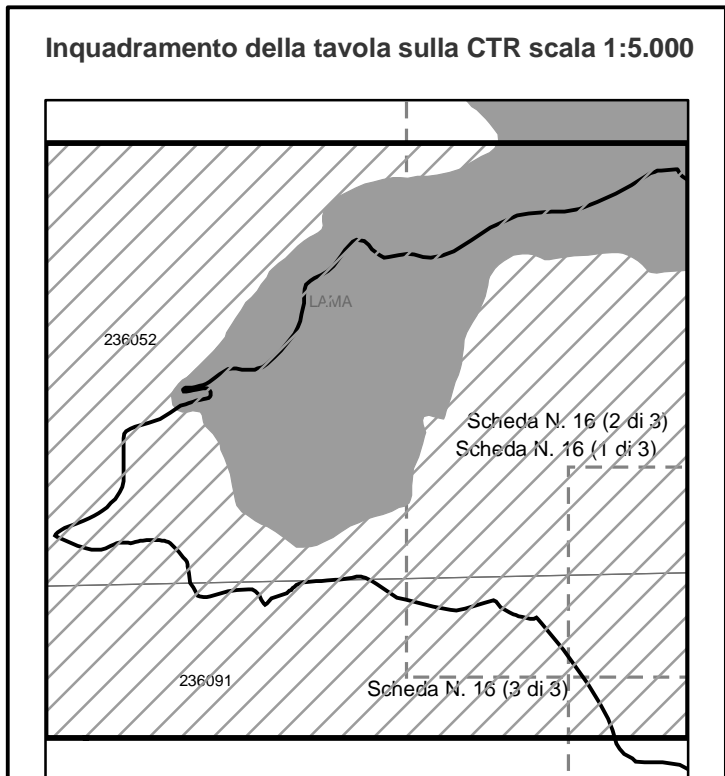 Inquadramento della tavola sulla CTR scala 1:5.000
LAMA
236052
Scheda N. 16 (2 di 3)
Scheda N. 16 (1 di 3)
236091
Scheda N. 16 (3 di 3)